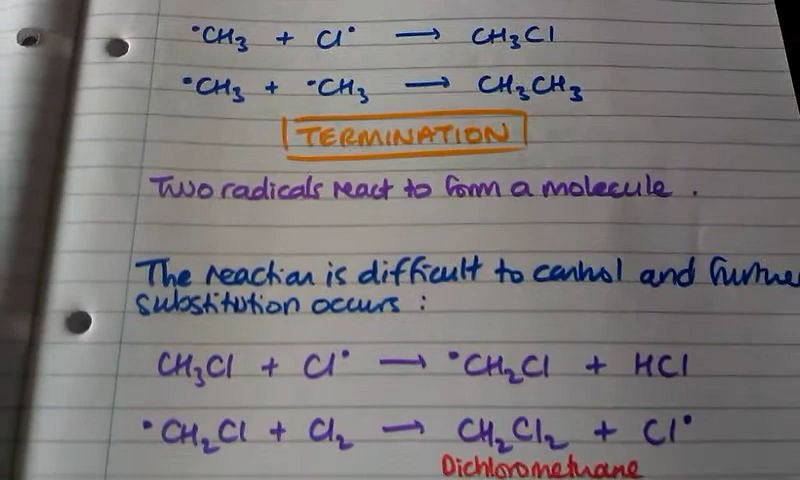 •CH₃ + Cl• → CH₃Cl
•CH₃ + •CH₃ → CH₃CH₃
TERMINATION
Two radicals react to form a molecule.
The reaction is difficult to control and further
substitution occurs:
CH₃Cl + Cl• → •CH₂Cl + HCl
•CH₂Cl + Cl₂ → CH₂Cl₂ + Cl•
Dichloromethane